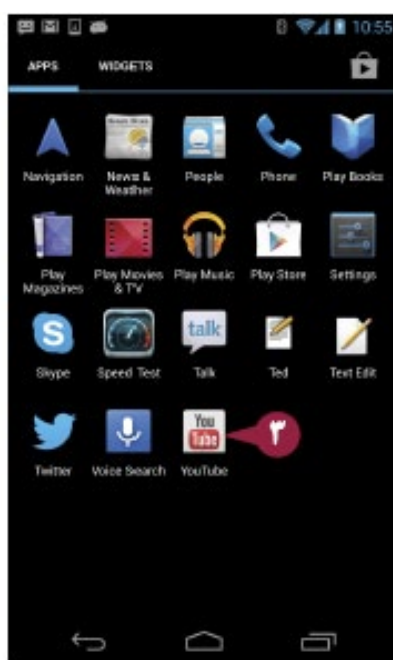 10:55
APPS WIDGETS
Navigation News & Weather People Phone Play Books
Play Magazines Play Movies & TV Play Music Play Store Settings
talk
Skype Speed Test Talk Ted Text Edit
You Tube
۳
Twitter Voice Search YouTube